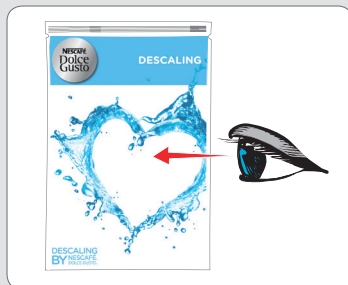 NESCAFÉ
Dolce
Gusto
DESCALING
DESCALING
BY NESCAFÉ
DOLCE GUSTO